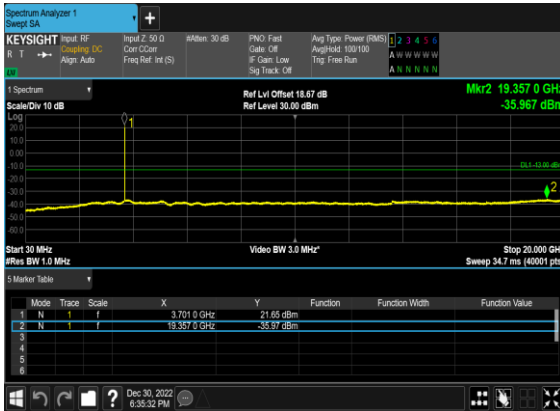 Spectrum Analyzer 1
Swept SA
KEYSIGHT Input: RF Input Z: 50 Ω #Atten: 30 dB PNO: Fast Avg Type: Power (RMS) 1 2 3 4 5 6
R T Coupling: DC Corr CCorr Gate: Off Avg|Hold: 100/100 A W W W W W
Align: Auto Freq Ref: Int (S) IF Gain: Low Trig: Free Run
Sig Track: Off A N N N N N
1 Spectrum Ref Lvl Offset 18.67 dB Mkr2 19.357 0 GHz
Scale/Div 10 dB Ref Level 30.00 dBm -35.967 dBm
Log
1
20.0
10.0
0.00
-10.0
DL1 -13.00 dBm
-20.0
-30.0
2
-40.0
-50.0
-60.0
Start 30 MHz Video BW 3.0 MHz* Stop 20.000 GH
#Res BW 1.0 MHz Sweep 34.7 ms (40001 pts
5 Marker Table
Mode Trace Scale X Y Function Function Width Function Value
1 N 1 f 3.701 0 GHz 21.65 dBm
2 N 1 f 19.357 0 GHz -35.97 dBm
3
4
5
6
Dec 30, 2022
6:35:32 PM